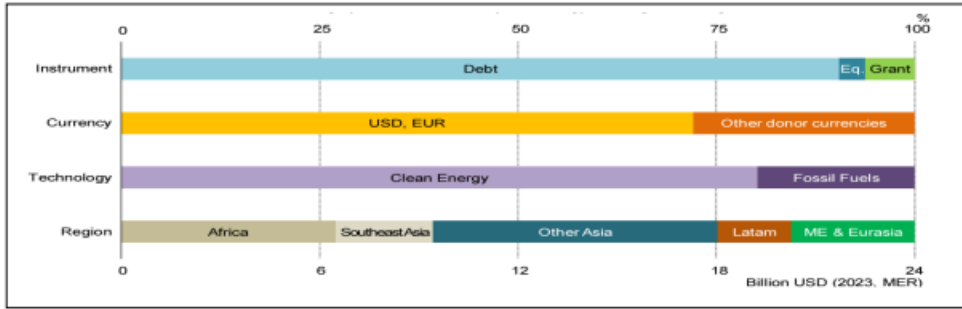 %
0 25 50 75 100
Instrument Debt Eq. Grant
Currency USD, EUR Other donor currencies
Technology Clean Energy Fossil Fuels
Region Africa Southeast Asia Other Asia Latam ME & Eurasia
0 6 12 18 24
Billion USD (2023, MER)